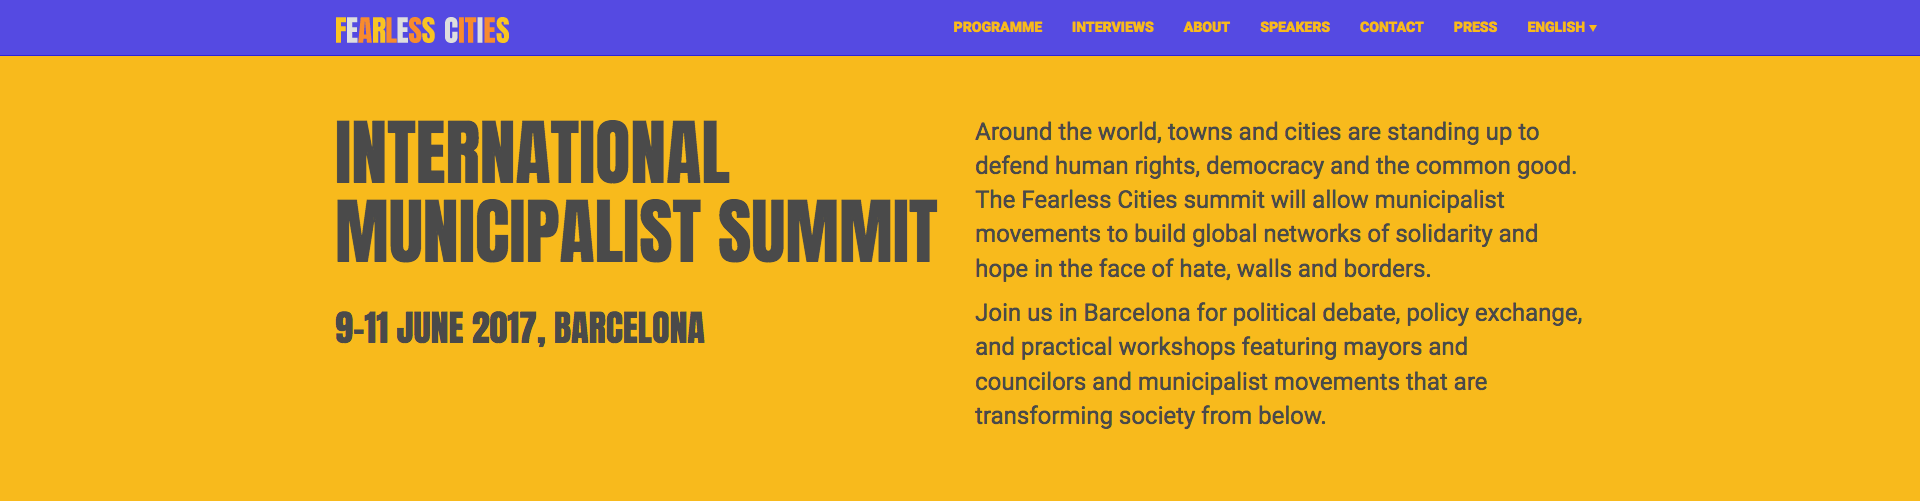 FEARLESS CITIES
PROGRAMME INTERVIEWS ABOUT SPEAKERS CONTACT PRESS ENGLISH ▾
INTERNATIONAL
MUNICIPALIST SUMMIT
9-11 JUNE 2017, BARCELONA
Around the world, towns and cities are standing up to
defend human rights, democracy and the common good.
The Fearless Cities summit will allow municipalist
movements to build global networks of solidarity and
hope in the face of hate, walls and borders.
Join us in Barcelona for political debate, policy exchange,
and practical workshops featuring mayors and
councilors and municipalist movements that are
transforming society from below.